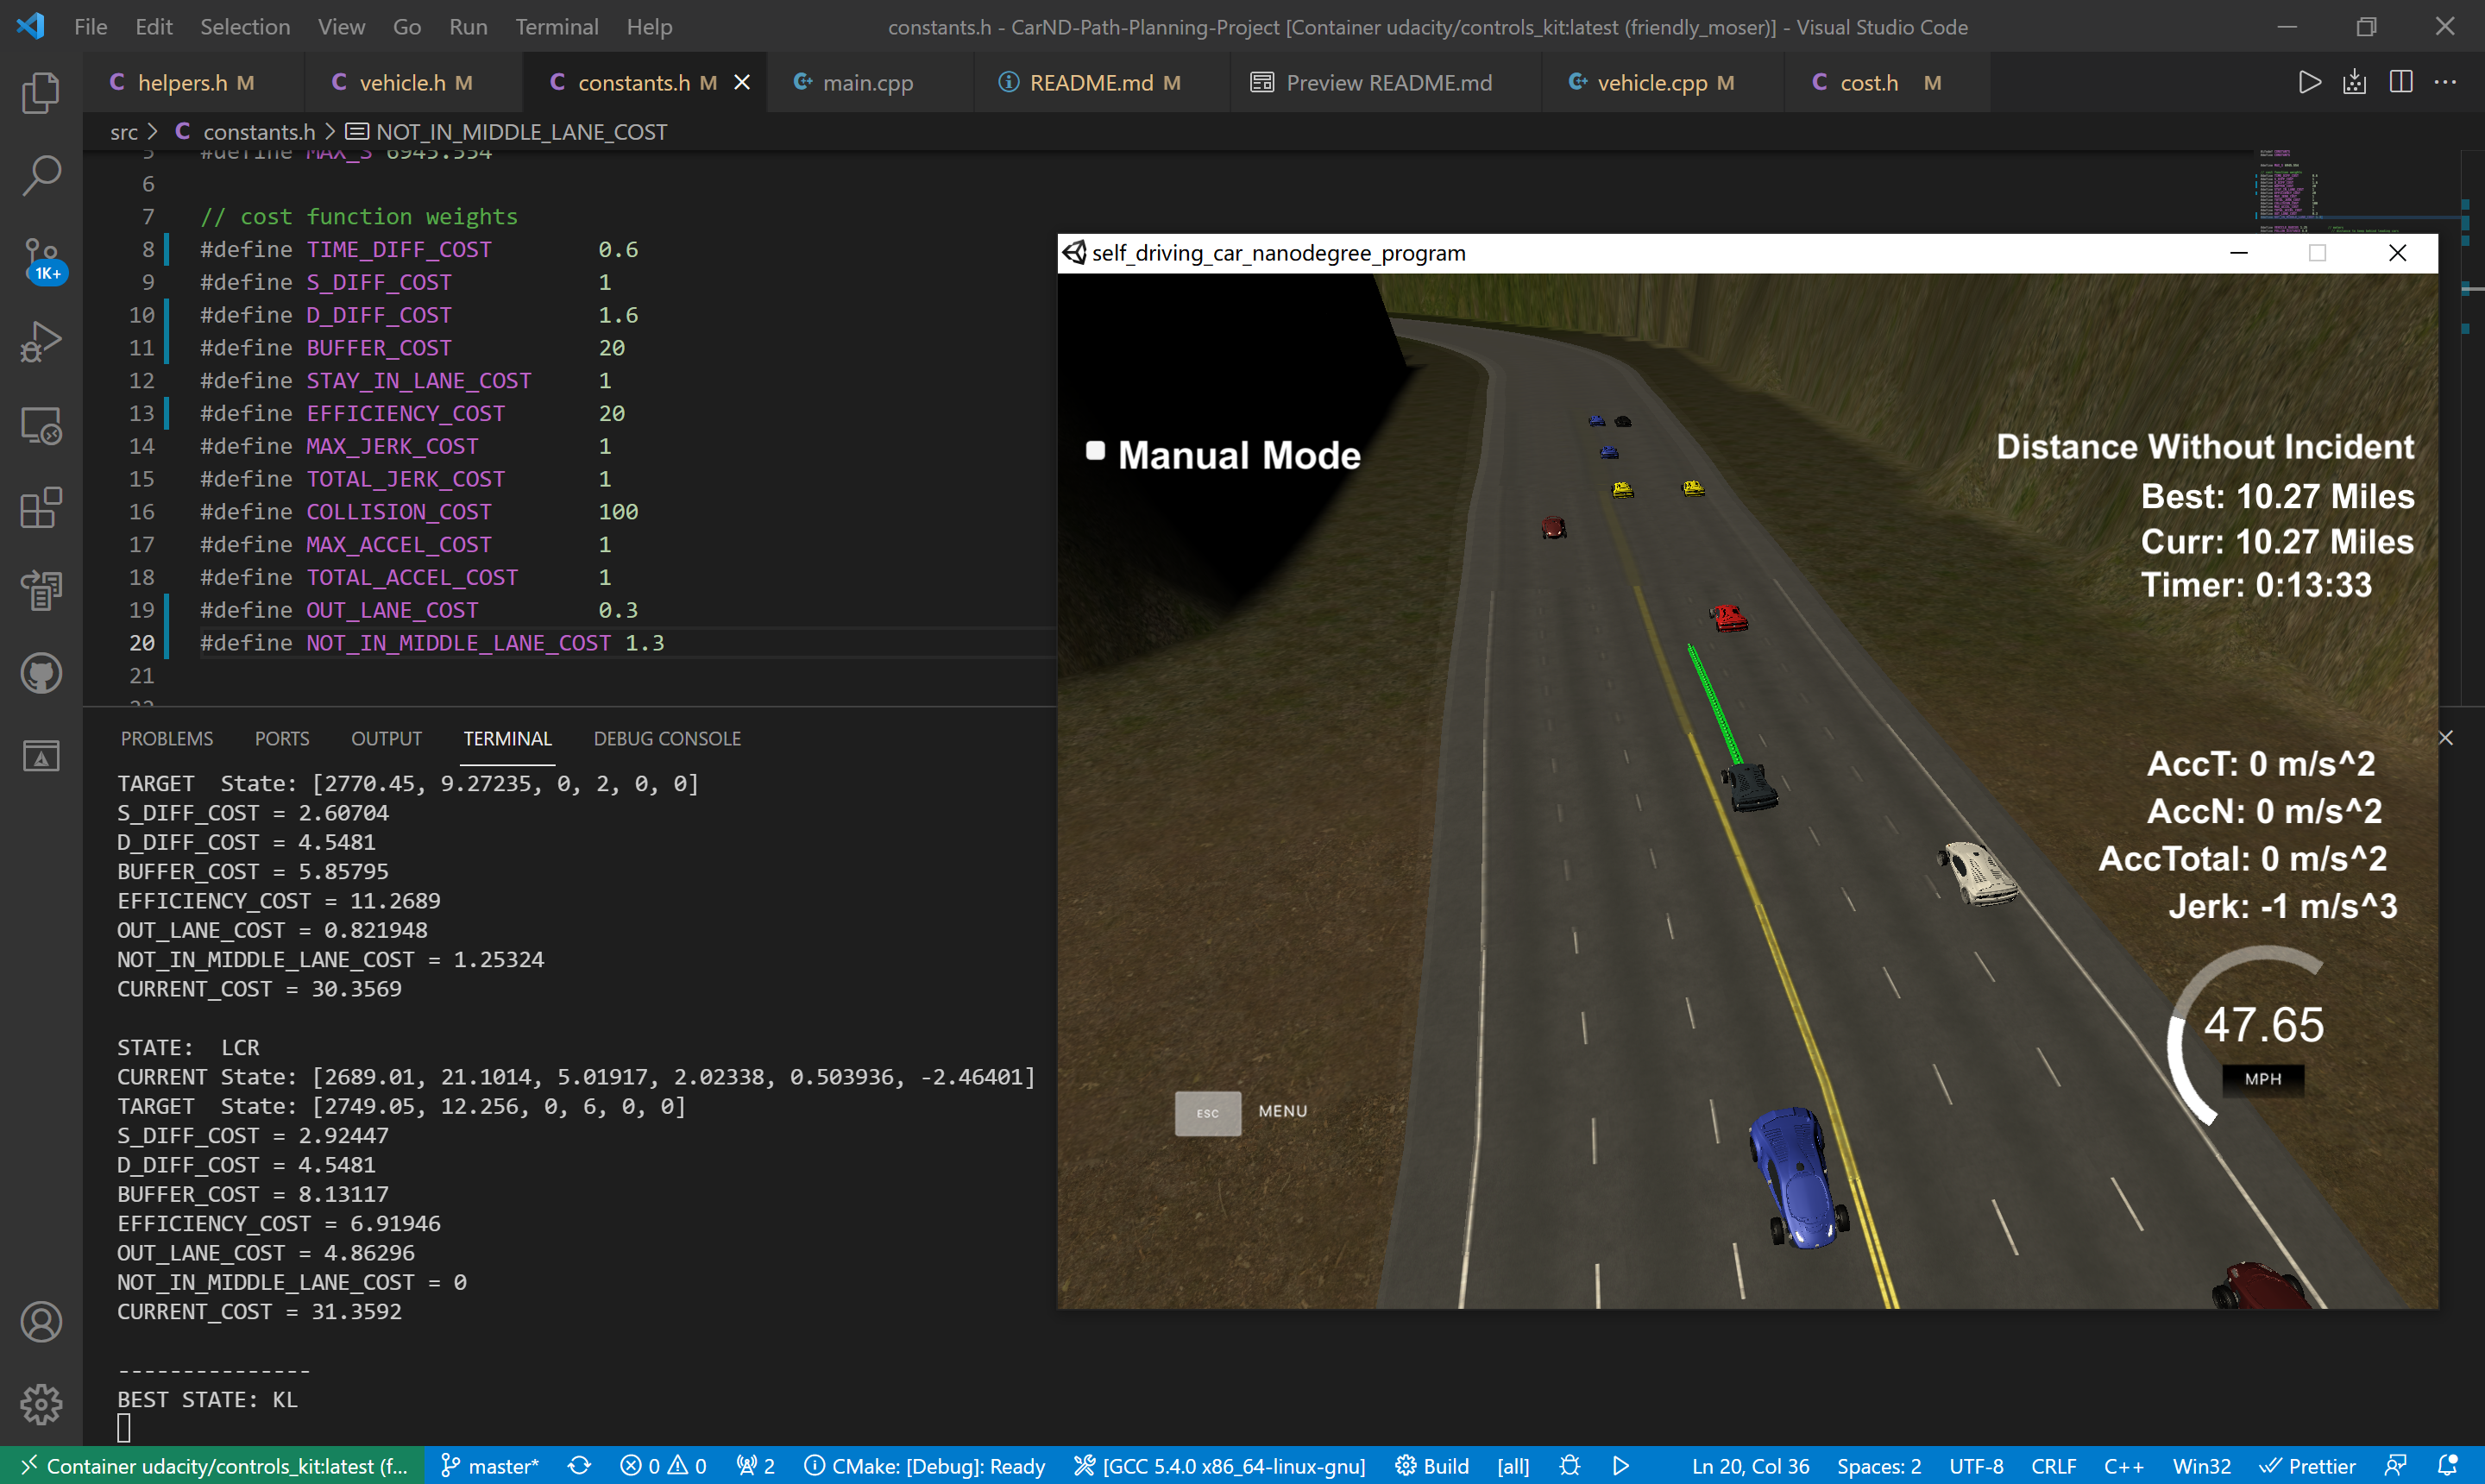 File Edit Selection View Go Run Terminal Help
constants.h - CarND-Path-Planning-Project [Container udacity/controls_kit:latest (friendly_moser)] - Visual Studio Code
C helpers.h M
C vehicle.h M
C constants.h M
main.cpp
README.md M
Preview README.md
vehicle.cpp M
C cost.h M
src > C constants.h > NOT_IN_MIDDLE_LANE_COST
5 #define MAX_S 6945.554
6
7 // cost function weights
8 #define TIME_DIFF_COST 0.6
9 #define S_DIFF_COST 1
10 #define D_DIFF_COST 1.6
11 #define BUFFER_COST 20
12 #define STAY_IN_LANE_COST 1
13 #define EFFICIENCY_COST 20
14 #define MAX_JERK_COST 1
15 #define TOTAL_JERK_COST 1
16 #define COLLISION_COST 100
17 #define MAX_ACCEL_COST 1
18 #define TOTAL_ACCEL_COST 1
19 #define OUT_LANE_COST 0.3
20 #define NOT_IN_MIDDLE_LANE_COST 1.3
21
22
1K+
PROBLEMS PORTS OUTPUT TERMINAL DEBUG CONSOLE
TARGET State: [2770.45, 9.27235, 0, 2, 0, 0]
S_DIFF_COST = 2.60704
D_DIFF_COST = 4.5481
BUFFER_COST = 5.85795
EFFICIENCY_COST = 11.2689
OUT_LANE_COST = 0.821948
NOT_IN_MIDDLE_LANE_COST = 1.25324
CURRENT_COST = 30.3569
STATE: LCR
CURRENT State: [2689.01, 21.1014, 5.01917, 2.02338, 0.503936, -2.46401]
TARGET State: [2749.05, 12.256, 0, 6, 0, 0]
S_DIFF_COST = 2.92447
D_DIFF_COST = 4.5481
BUFFER_COST = 8.13117
EFFICIENCY_COST = 6.91946
OUT_LANE_COST = 4.86296
NOT_IN_MIDDLE_LANE_COST = 0
CURRENT_COST = 31.3592
---------------
BEST STATE: KL
self_driving_car_nanodegree_program
Manual Mode
Distance Without Incident
Best: 10.27 Miles
Curr: 10.27 Miles
Timer: 0:13:33
AccT: 0 m/s^2
AccN: 0 m/s^2
AccTotal: 0 m/s^2
Jerk: -1 m/s^3
47.65
MPH
ESC MENU
Container udacity/controls_kit:latest (f... master* 0 0 2 CMake: [Debug]: Ready [GCC 5.4.0 x86_64-linux-gnu] Build [all] Ln 20, Col 36 Spaces: 2 UTF-8 CRLF C++ Win32 Prettier